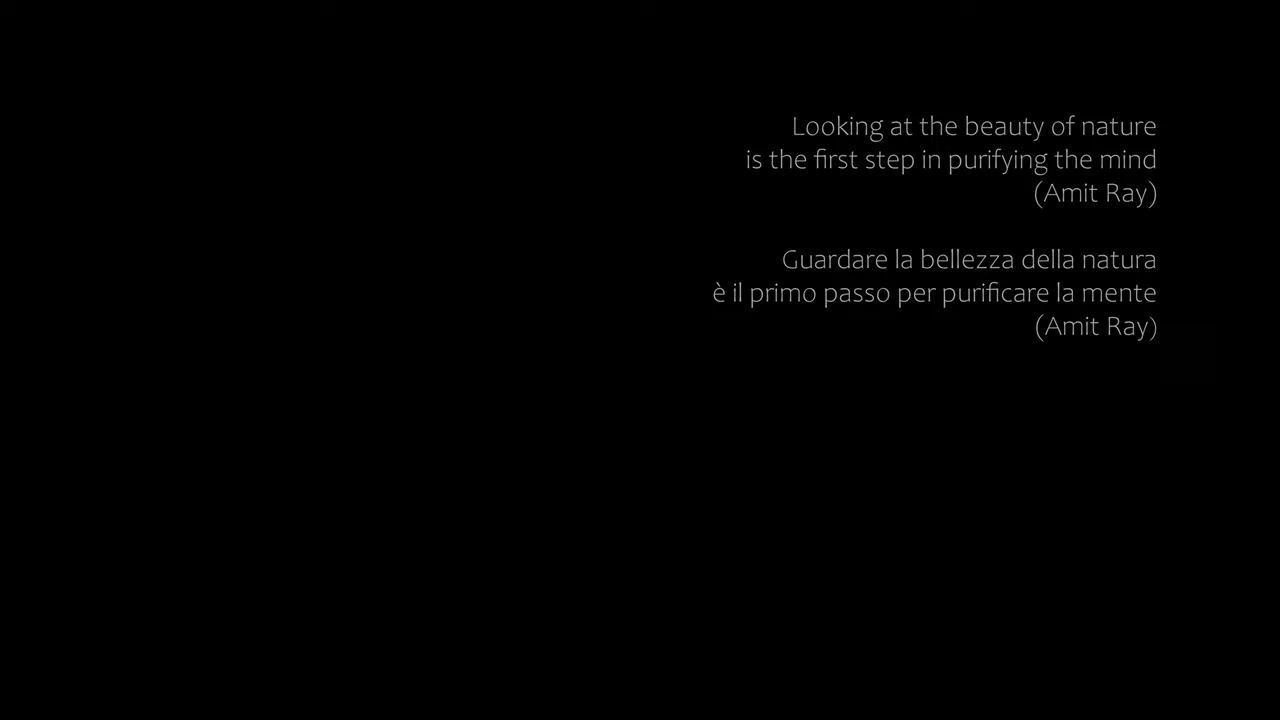 Looking at the beauty of nature
is the first step in purifying the mind
(Amit Ray)
Guardare la bellezza della natura
è il primo passo per purificare la mente
(Amit Ray)